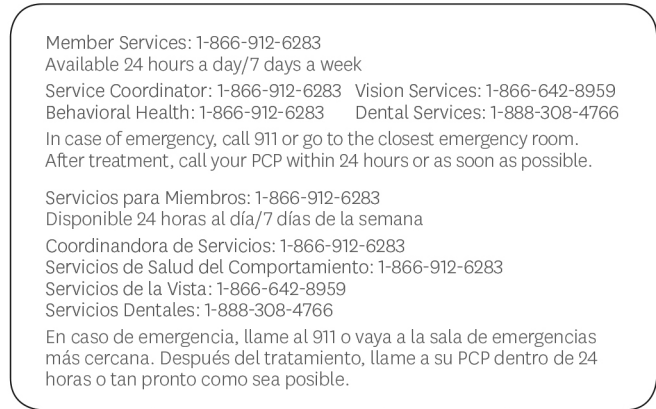 Member Services: 1-866-912-6283
Available 24 hours a day/7 days a week
Service Coordinator: 1-866-912-6283 Vision Services: 1-866-642-8959
Behavioral Health: 1-866-912-6283 Dental Services: 1-888-308-4766
In case of emergency, call 911 or go to the closest emergency room.
After treatment, call your PCP within 24 hours or as soon as possible.
Servicios para Miembros: 1-866-912-6283
Disponible 24 horas al día/7 días de la semana
Coordinandora de Servicios: 1-866-912-6283
Servicios de Salud del Comportamiento: 1-866-912-6283
Servicios de la Vista: 1-866-642-8959
Servicios Dentales: 1-888-308-4766
En caso de emergencia, llame al 911 o vaya a la sala de emergencias
más cercana. Después del tratamiento, llame a su PCP dentro de 24
horas o tan pronto como sea posible.